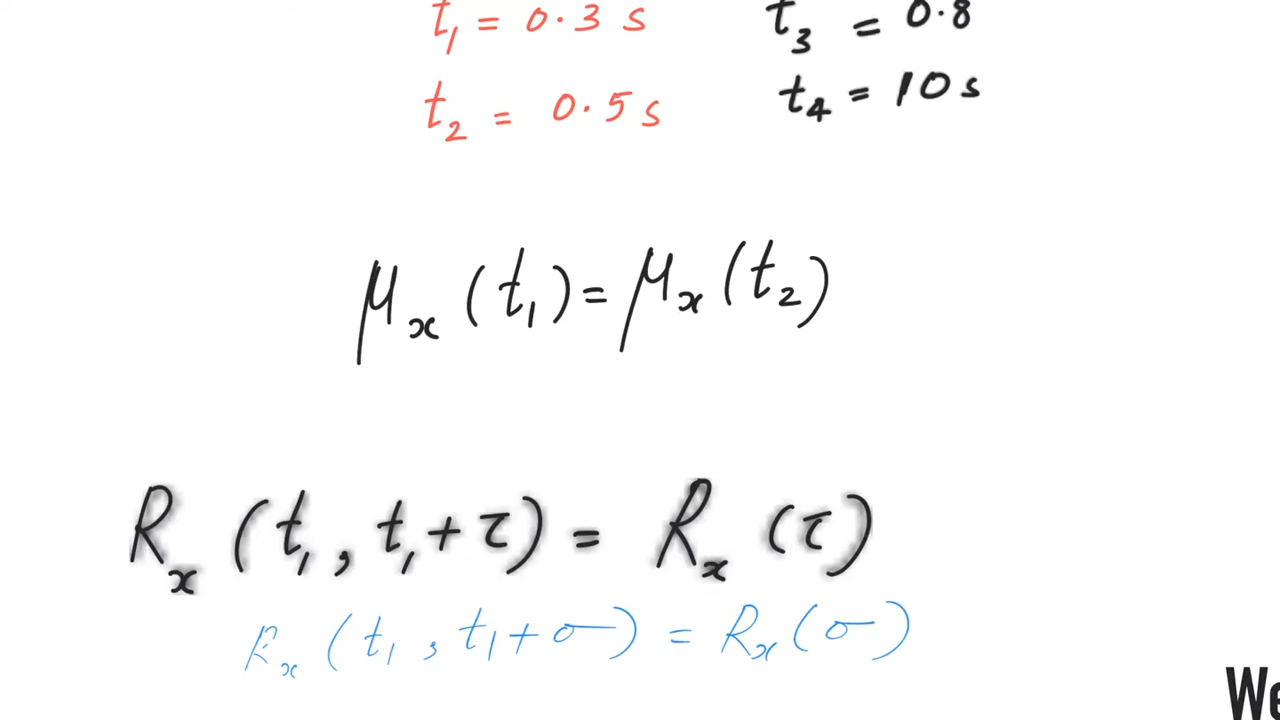 t₁ = 0.3 s
t₃ = 0.8
t₂ = 0.5 s
t₄ = 10 s
μₓ (t₁) = μₓ (t₂)
Rₓ (t₁, t₁ + τ) = Rₓ (τ)
Rₓ (t₁, t₁ + σ) = Rₓ (σ)
We